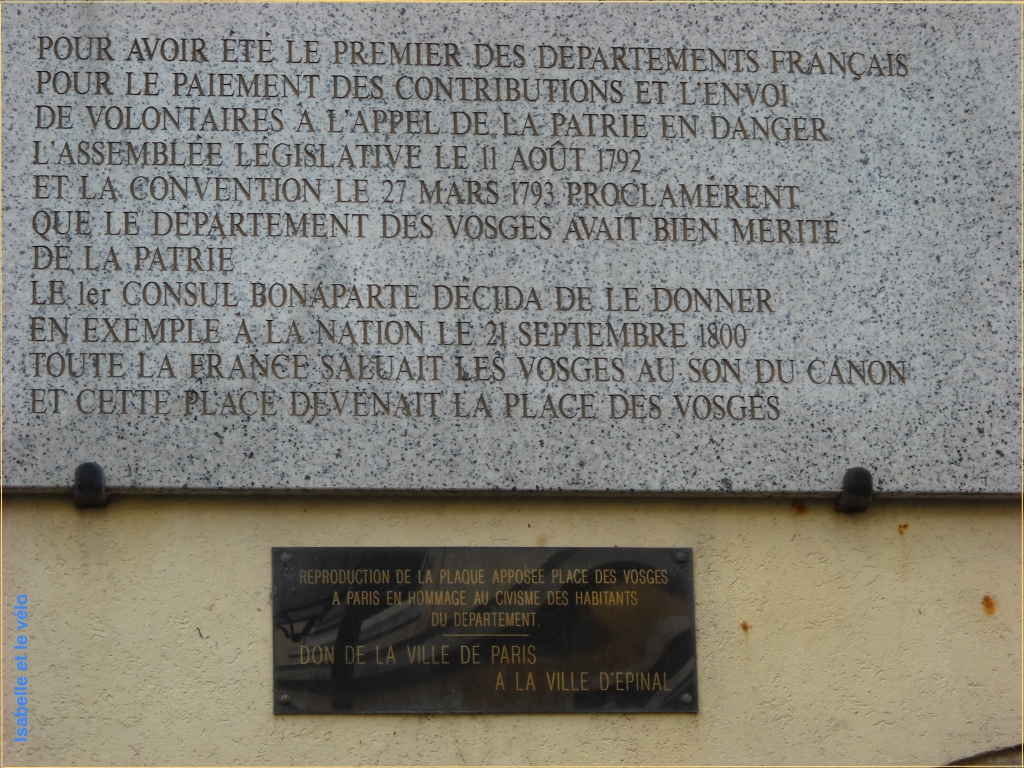 POUR AVOIR ÉTÉ LE PREMIER DES DÉPARTEMENTS FRANÇAIS
POUR LE PAIEMENT DES CONTRIBUTIONS ET L'ENVOI
DE VOLONTAIRES A L'APPEL DE LA PATRIE EN DANGER
L'ASSEMBLÉE LÉGISLATIVE LE 11 AOÛT 1792
ET LA CONVENTION LE 27 MARS 1793 PROCLAMÉRENT
QUE LE DÉPARTEMENT DES VOSGES AVAIT BIEN MÉRITÉ
DE LA PATRIE
LE 1er CONSUL BONAPARTE DÉCIDA DE LE DONNER
EN EXEMPLE A LA NATION LE 21 SEPTEMBRE 1800
TOUTE LA FRANCE SALUAIT LES VOSGES AU SON DU CANON
ET CETTE PLACE DEVENAIT LA PLACE DES VOSGES
REPRODUCTION DE LA PLAQUE APPOSEE PLACE DES VOSGES
A PARIS EN HOMMAGE AU CIVISME DES HABITANTS
DU DEPARTEMENT.
DON DE LA VILLE DE PARIS
A LA VILLE D'EPINAL
Isabelle et le vélo